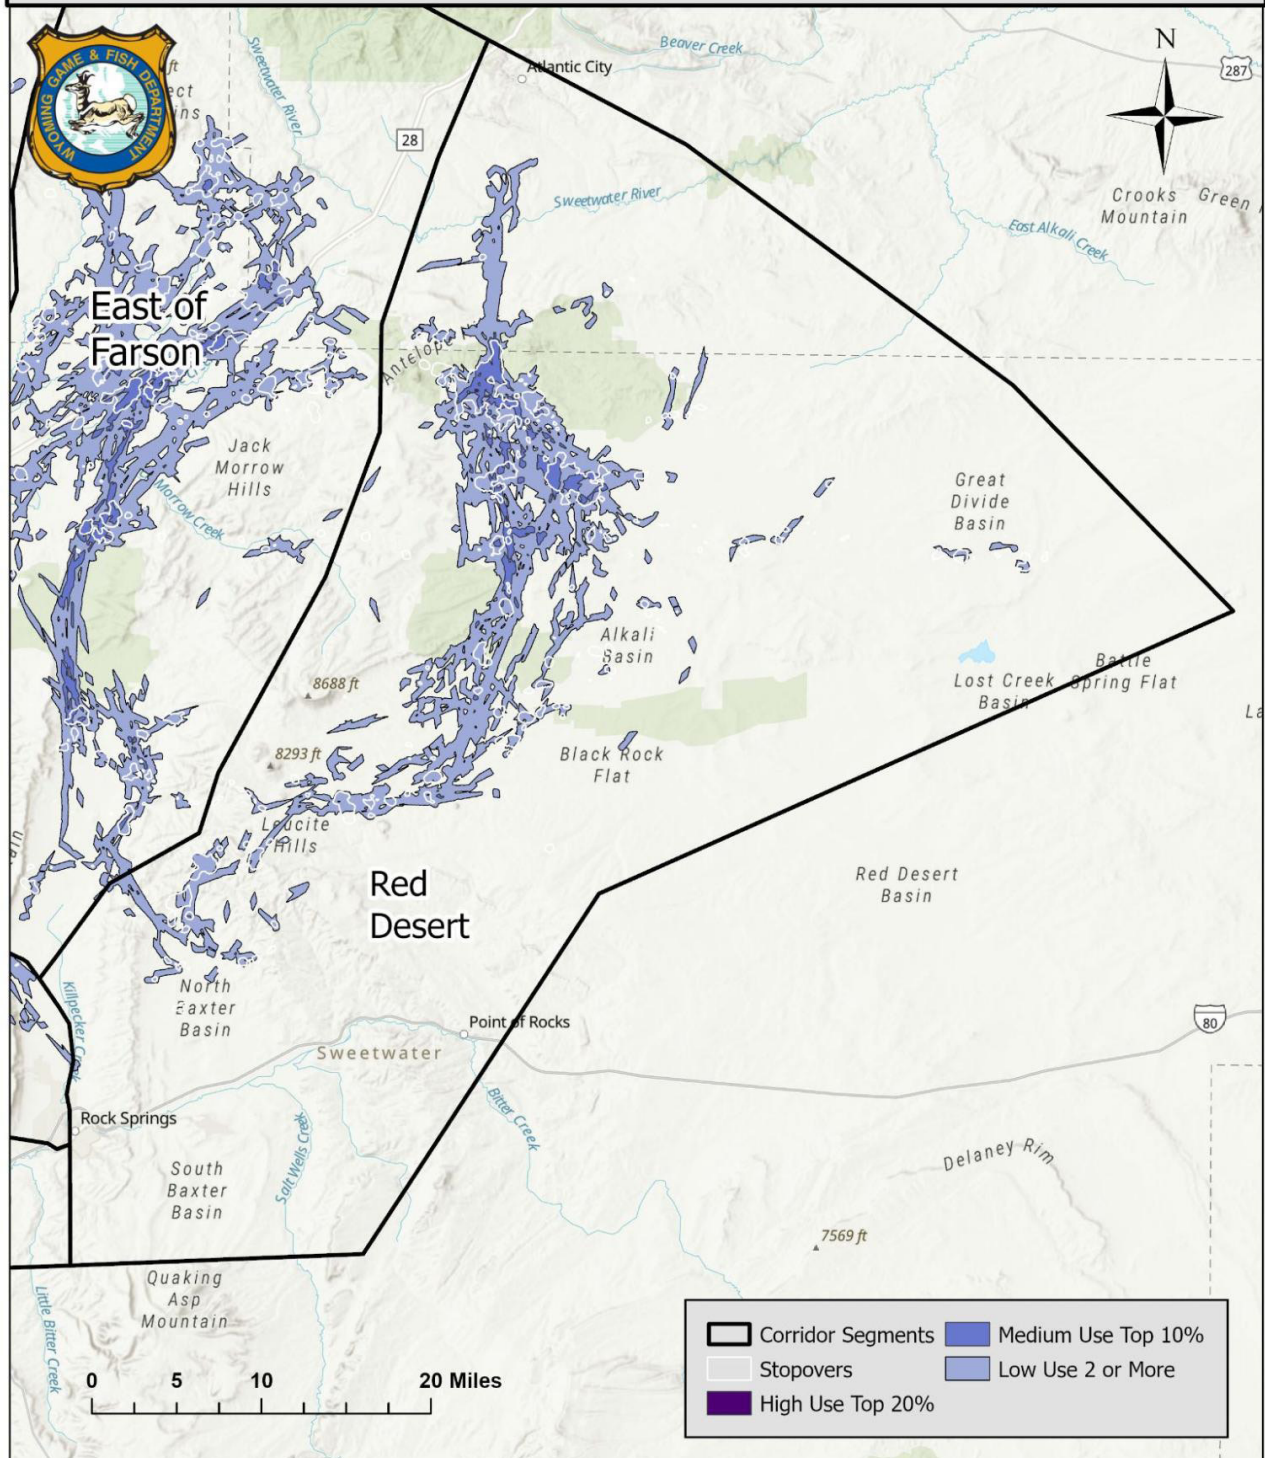 WYOMING GAME & FISH DEPARTMENT
Sweetwater River
Beaver Creek
Atlantic City
N
287
28
Sweetwater River
Crooks
Mountain
Green
East Alkali Creek
East of
Farson
Antelope
Jack
Morrow
Hills
Morrow Creek
Great
Divide
Basin
Alkali
Basin
8688 ft
Battle
Spring Flat
Lost Creek
Basin
La
8293 ft
Black Rock
Flat
Leucite
Hills
Red
Desert
Red Desert
Basin
North
Baxter
Basin
Killpecker Creek
Point of Rocks
80
Sweetwater
Rock Springs
Bitter Creek
Salt Wells Creek
South
Baxter
Basin
Delaney Rim
7569 ft
Quaking
Asp
Mountain
Little Bitter Creek
0 5 10 20 Miles
Corridor Segments
Stopovers
High Use Top 20%
Medium Use Top 10%
Low Use 2 or More